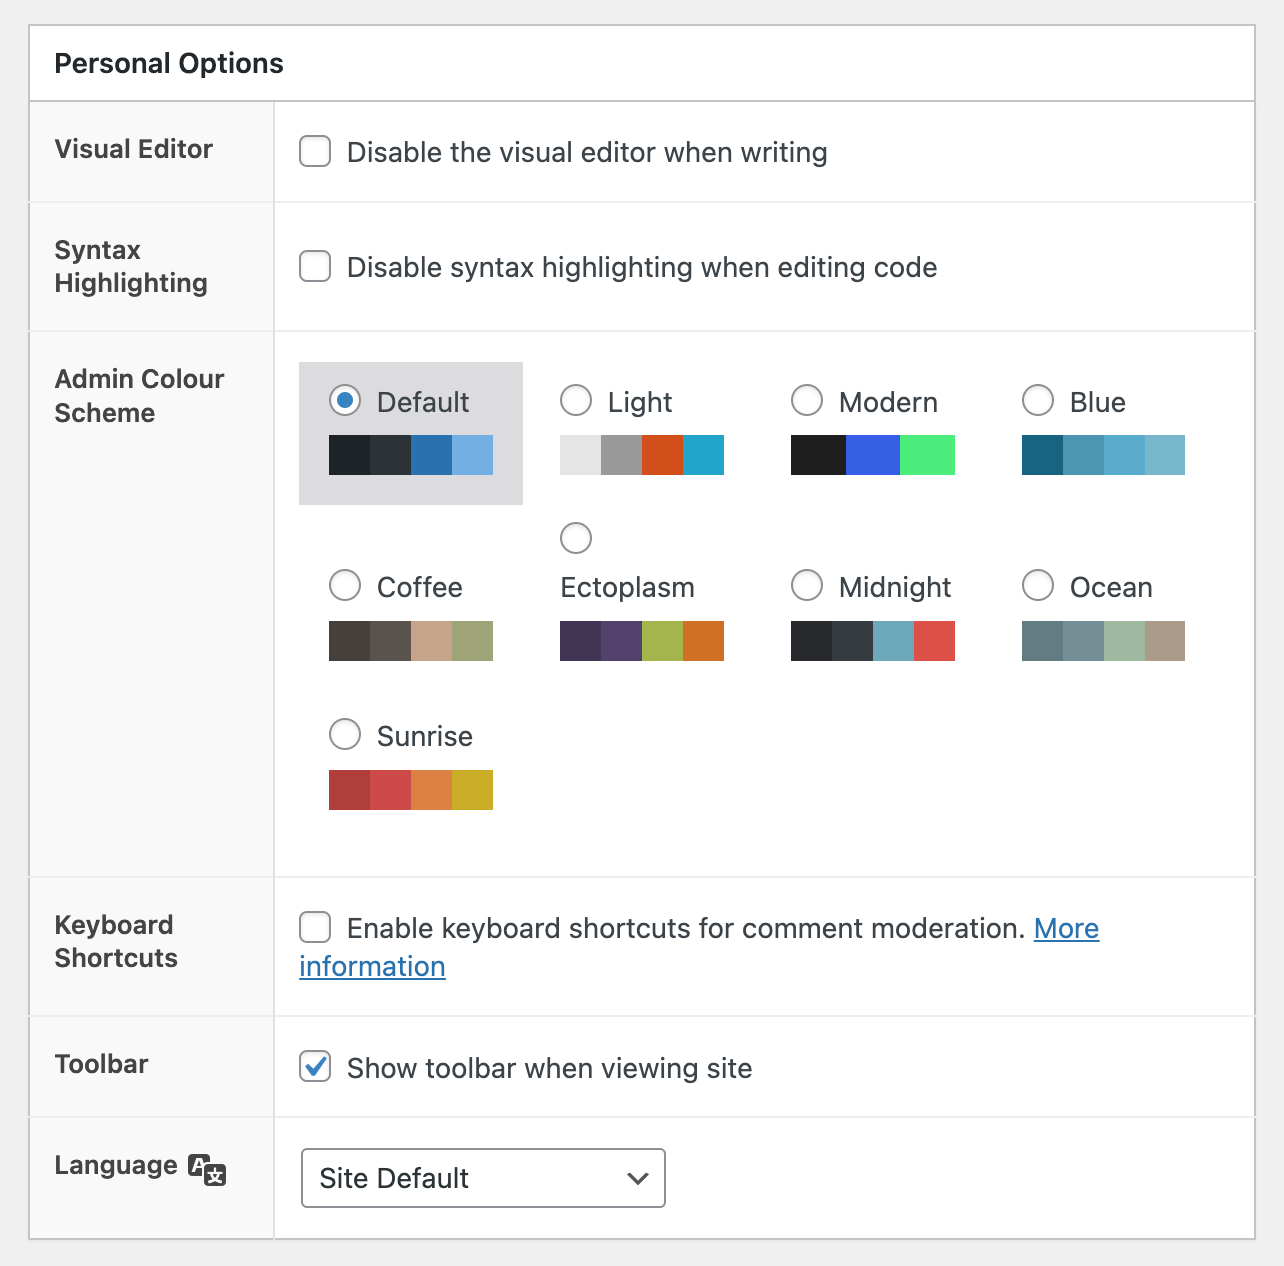 Personal Options
Visual Editor
Disable the visual editor when writing
Syntax
Highlighting
Disable syntax highlighting when editing code
Admin Colour
Scheme
Default
Light
Modern
Blue
Coffee
Ectoplasm
Midnight
Ocean
Sunrise
Keyboard
Shortcuts
Enable keyboard shortcuts for comment moderation. More
information
Toolbar
Show toolbar when viewing site
Language A文
Site Default